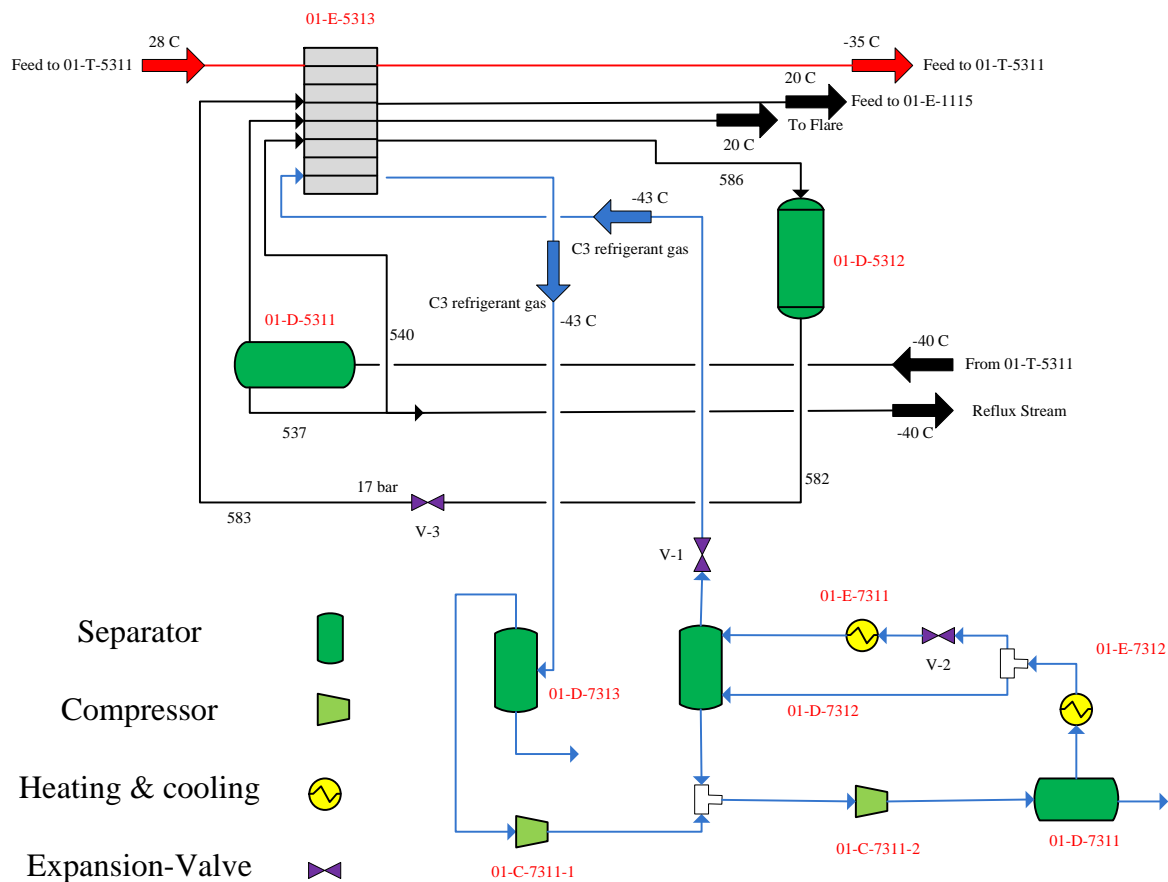 01-E-5313
28 C
-35 C
Feed to 01-T-5311
Feed to 01-T-5311
20 C
Feed to 01-E-1115
To Flare
20 C
586
-43 C
C3 refrigerant gas
01-D-5312
C3 refrigerant gas
-43 C
01-D-5311
540
-40 C
From 01-T-5311
Reflux Stream
537
-40 C
17 bar
582
583
V-3
V-1
01-E-7311
Separator
V-2
01-E-7312
01-D-7313
01-D-7312
Compressor
Heating & cooling
01-C-7311-2
01-D-7311
01-C-7311-1
Expansion-Valve